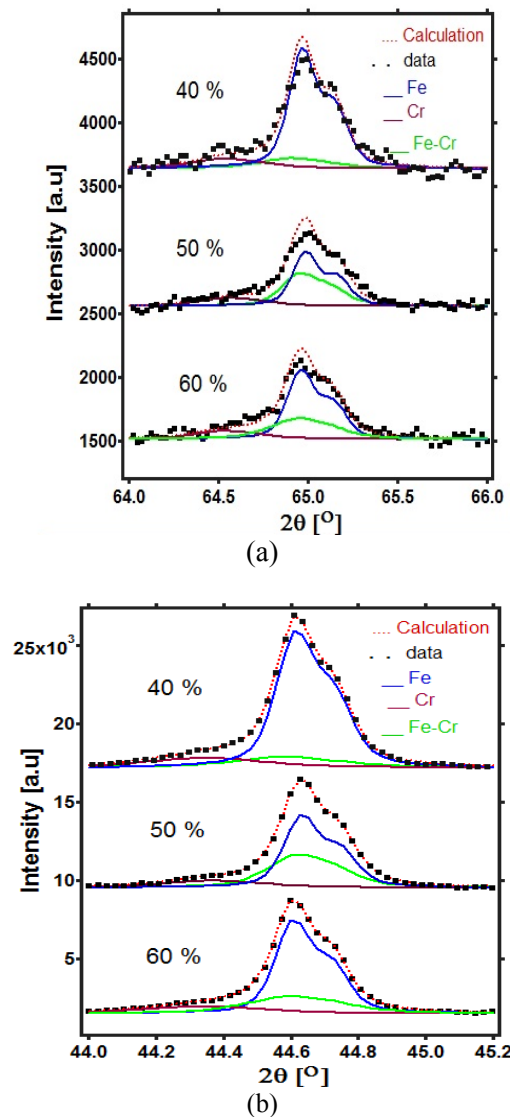 Calculation
data
Fe
Cr
Fe-Cr
40 %
50 %
60 %
4500
4000
3500
3000
2500
2000
1500
Intensity [a.u]
64.0 64.5 65.0 65.5 66.0
2θ [O]
(a)
Calculation
data
Fe
Cr
Fe-Cr
40 %
50 %
60 %
25x10³
20
15
10
5
Intensity [a.u]
44.0 44.2 44.4 44.6 44.8 45.0 45.2
2θ [O]
(b)